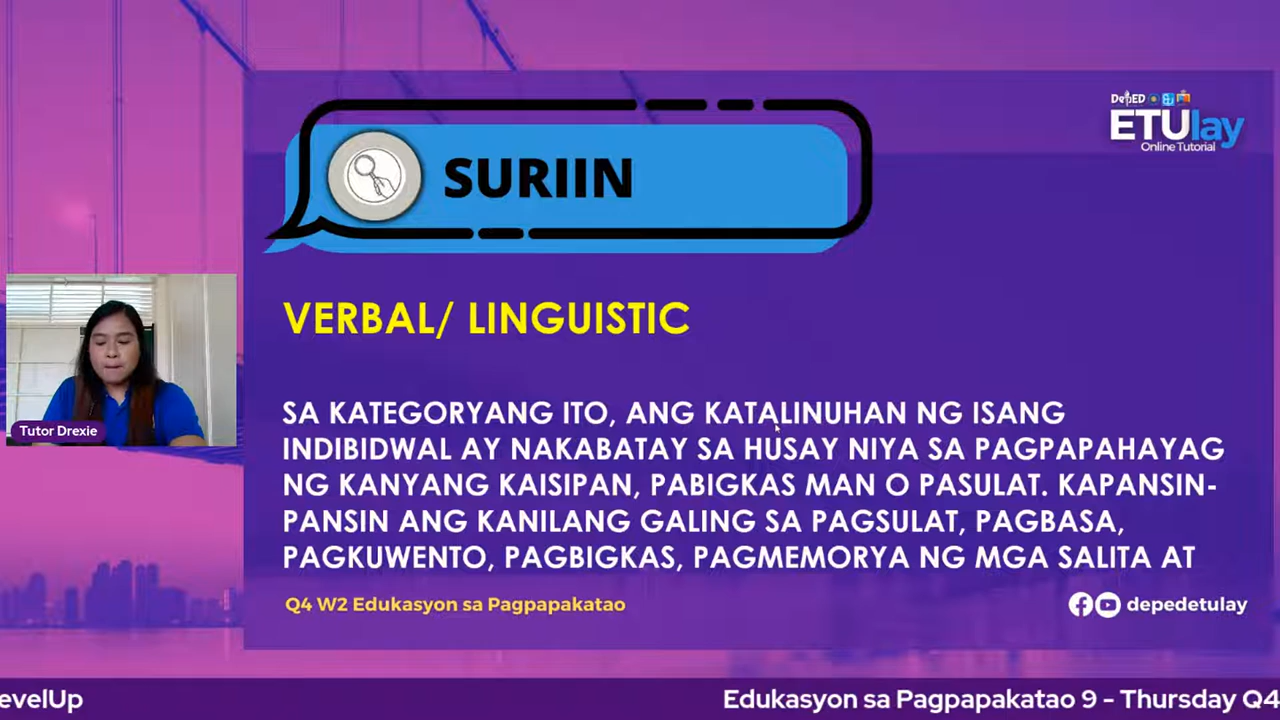 DepED
ETUlay
Online Tutorial
SURIIN
VERBAL/ LINGUISTIC
SA KATEGORYANG ITO, ANG KATALINUHAN NG ISANG
INDIBIDWAL AY NAKABATAY SA HUSAY NIYA SA PAGPAPAHAYAG
NG KANYANG KAISIPAN, PABIGKAS MAN O PASULAT. KAPANSIN-
PANSIN ANG KANILANG GALING SA PAGSULAT, PAGBASA,
PAGKUWENTO, PAGBIGKAS, PAGMEMORYA NG MGA SALITA AT
Tutor Drexie
Q4 W2 Edukasyon sa Pagpapakatao
depedetulay
evelUp
Edukasyon sa Pagpapakatao 9 - Thursday Q4